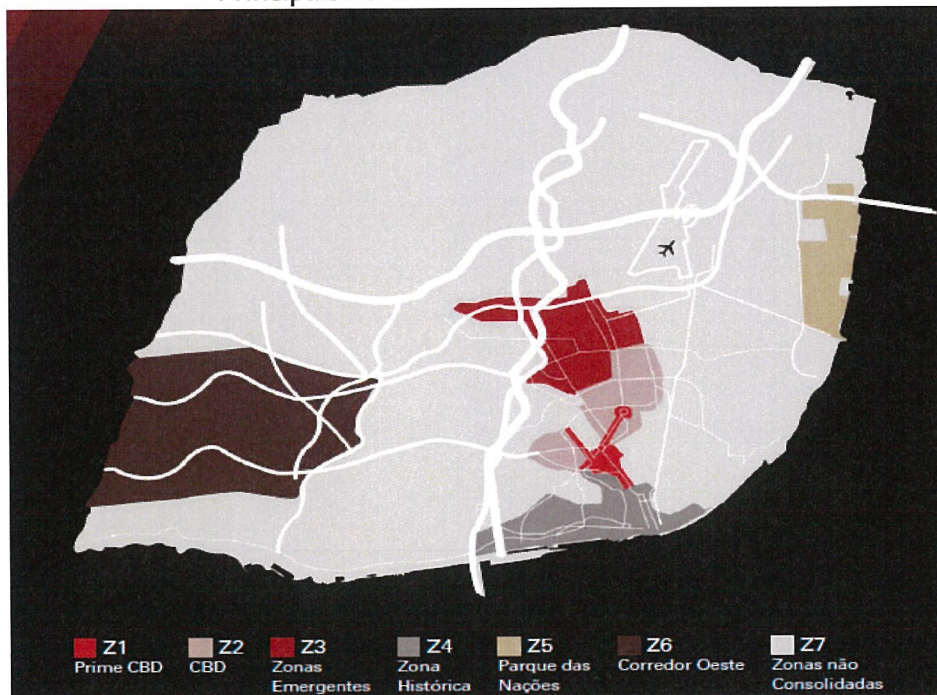 Z1
Prime CBD
Z2
CBD
Z3
Zonas
Emergentes
Z4
Zona
Histórica
Z5
Parque das
Nações
Z6
Corredor Oeste
Z7
Zonas não
Consolidadas